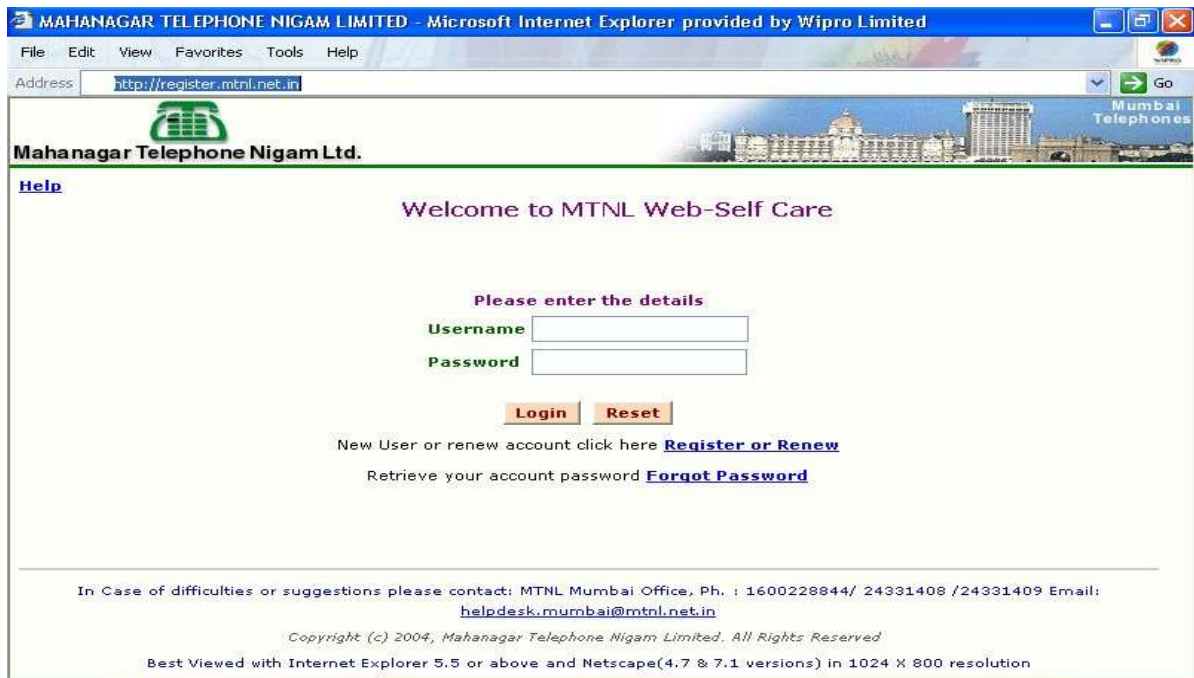 MAHANAGAR TELEPHONE NIGAM LIMITED - Microsoft Internet Explorer provided by Wipro Limited
File Edit View Favorites Tools Help
WIPRO
Address http://register.mtnl.net.in Go
Mumbai
Telephones
Mahanagar Telephone Nigam Ltd.
Help
Welcome to MTNL Web-Self Care
Please enter the details
Username
Password
Login Reset
New User or renew account click here Register or Renew
Retrieve your account password Forgot Password
In Case of difficulties or suggestions please contact: MTNL Mumbai Office, Ph. : 1600228844/ 24331408 /24331409 Email:
helpdesk.mumbai@mtnl.net.in
Copyright (c) 2004, Mahanagar Telephone Nigam Limited. All Rights Reserved
Best Viewed with Internet Explorer 5.5 or above and Netscape(4.7 & 7.1 versions) in 1024 X 800 resolution